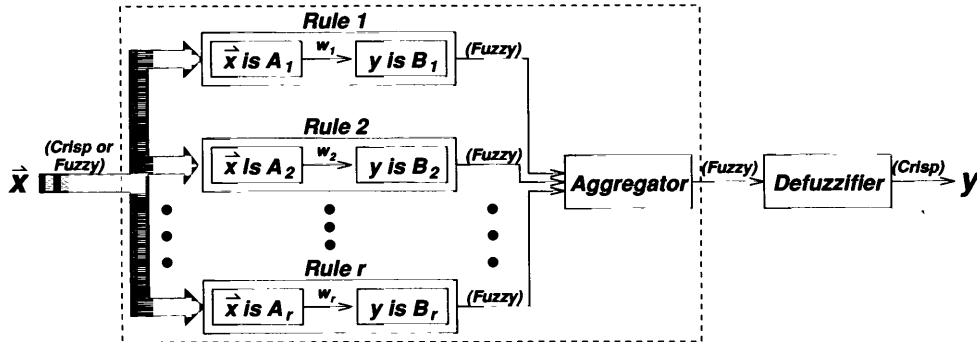 Rule 1
x⃗ is A₁ w₁ y is B₁ (Fuzzy)
Rule 2
(Crisp or Fuzzy)
x⃗ x⃗ is A₂ w₂ y is B₂ (Fuzzy) Aggregator (Fuzzy) Defuzzifier (Crisp) y
Rule r
x⃗ is Aᵣ wᵣ y is Bᵣ (Fuzzy)